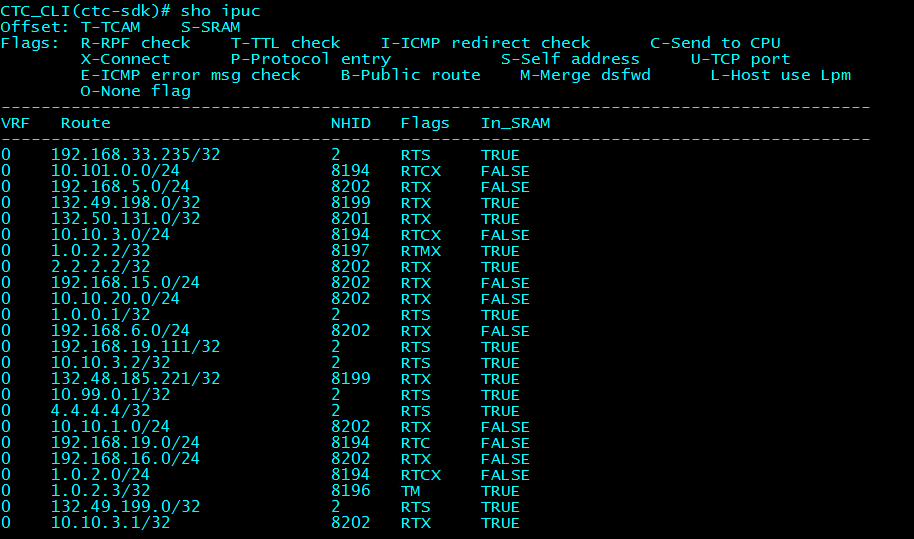 CTC_CLI(ctc-sdk)# sho ipuc
Offset: T-TCAM    S-SRAM
Flags:  R-RPF check    T-TTL check    I-ICMP redirect check      C-Send to CPU
        X-Connect      P-Protocol entry           S-Self address     U-TCP port
        E-ICMP error msg check    B-Public route    M-Merge dsfwd      L-Host use Lpm
        O-None flag
---------------------------------------------------------------------------------------
VRF   Route                      NHID   Flags   In_SRAM
---------------------------------------------------------------------------------------
0    192.168.33.235/32           2      RTS     TRUE
0    10.101.0.0/24               8194   RTCX    FALSE
0    192.168.5.0/24              8202   RTX     FALSE
0    132.49.198.0/32             8199   RTX     TRUE
0    132.50.131.0/32             8201   RTX     TRUE
0    10.10.3.0/24                8194   RTCX    FALSE
0    1.0.2.2/32                  8197   RTMX    TRUE
0    2.2.2.2/32                  8202   RTX     TRUE
0    192.168.15.0/24             8202   RTX     FALSE
0    10.10.20.0/24               8202   RTX     FALSE
0    1.0.0.1/32                  2      RTS     TRUE
0    192.168.6.0/24              8202   RTX     FALSE
0    192.168.19.111/32           2      RTS     TRUE
0    10.10.3.2/32                2      RTS     TRUE
0    132.48.185.221/32           8199   RTX     TRUE
0    10.99.0.1/32                2      RTS     TRUE
0    4.4.4.4/32                  2      RTS     TRUE
0    10.10.1.0/24                8202   RTX     FALSE
0    192.168.19.0/24             8194   RTC     FALSE
0    192.168.16.0/24             8202   RTX     FALSE
0    1.0.2.0/24                  8194   RTCX    FALSE
0    1.0.2.3/32                  8196   TM      TRUE
0    132.49.199.0/32             2      RTS     TRUE
0    10.10.3.1/32                8202   RTX     TRUE